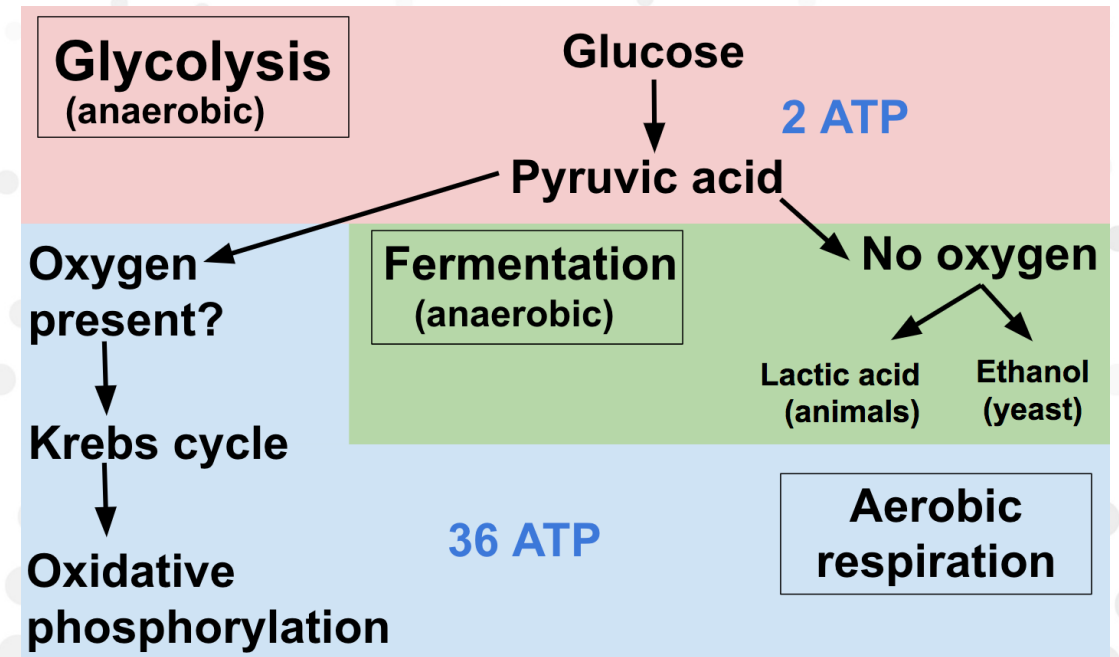 Glycolysis
(anaerobic)
Glucose
2 ATP
Pyruvic acid
Oxygen
present?
Fermentation
(anaerobic)
No oxygen
Lactic acid
(animals)
Ethanol
(yeast)
Krebs cycle
36 ATP
Aerobic
respiration
Oxidative
phosphorylation